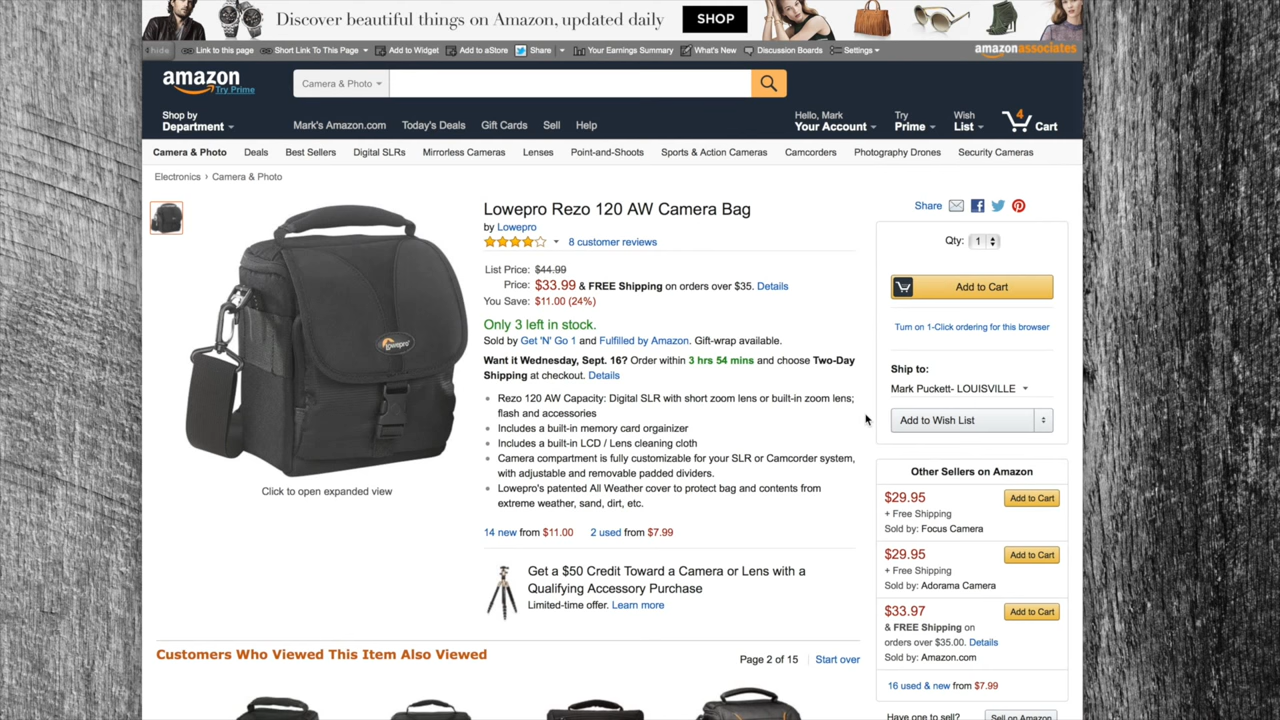 Discover beautiful things on Amazon, updated daily
SHOP
hide
Link to this page
Short Link To This Page
Add to Widget
Add to aStore
Share
Your Earnings Summary
What's New
Discussion Boards
Settings
amazonassociates
amazon
Try Prime
Camera & Photo
Shop by
Department
Mark's Amazon.com
Today's Deals
Gift Cards
Sell
Help
Hello, Mark
Your Account
Try
Prime
Wish
List
4
Cart
Camera & Photo
Deals
Best Sellers
Digital SLRs
Mirrorless Cameras
Lenses
Point-and-Shoots
Sports & Action Cameras
Camcorders
Photography Drones
Security Cameras
Electronics › Camera & Photo
lowepro
Click to open expanded view
Lowepro Rezo 120 AW Camera Bag
by Lowepro
8 customer reviews
List Price: $44.99
Price: $33.99 & FREE Shipping on orders over $35. Details
You Save: $11.00 (24%)
Only 3 left in stock.
Sold by Get 'N' Go 1 and Fulfilled by Amazon. Gift-wrap available.
Want it Wednesday, Sept. 16? Order within 3 hrs 54 mins and choose Two-Day
Shipping at checkout. Details
Rezo 120 AW Capacity: Digital SLR with short zoom lens or built-in zoom lens;
flash and accessories
Includes a built-in memory card orgainizer
Includes a built-in LCD / Lens cleaning cloth
Camera compartment is fully customizable for your SLR or Camcorder system,
with adjustable and removable padded dividers.
Lowepro's patented All Weather cover to protect bag and contents from
extreme weather, sand, dirt, etc.
14 new from $11.00
2 used from $7.99
Get a $50 Credit Toward a Camera or Lens with a
Qualifying Accessory Purchase
Limited-time offer. Learn more
Share
Qty: 1
Add to Cart
Turn on 1-Click ordering for this browser
Ship to:
Mark Puckett- LOUISVILLE
Add to Wish List
Other Sellers on Amazon
$29.95
Add to Cart
+ Free Shipping
Sold by: Focus Camera
$29.95
Add to Cart
+ Free Shipping
Sold by: Adorama Camera
$33.97
Add to Cart
& FREE Shipping on
orders over $35.00. Details
Sold by: Amazon.com
16 used & new from $7.99
Have one to sell?
Sell on Amazon
Customers Who Viewed This Item Also Viewed
Page 2 of 15
Start over